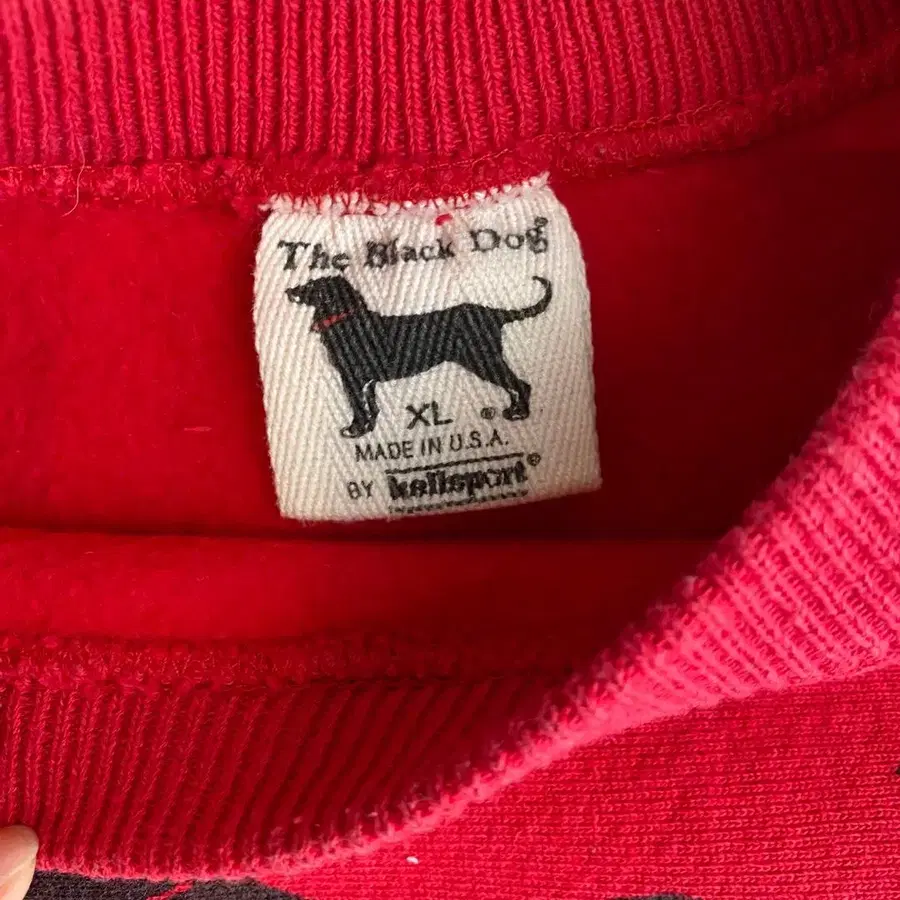 The Black Dog®
XL ®
MADE IN U.S.A.
BY kellsport®